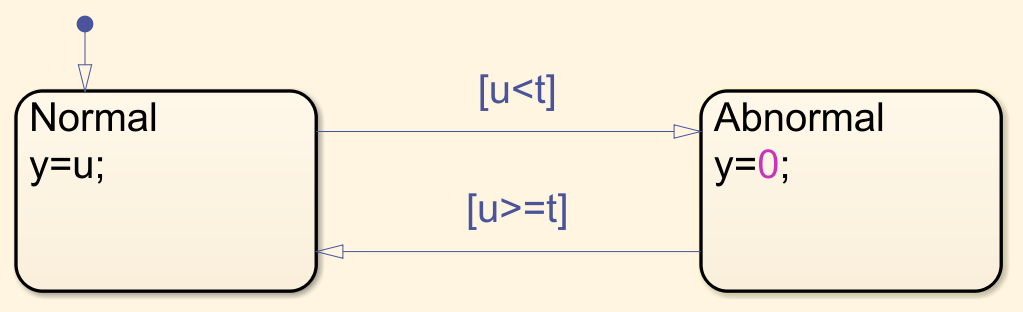 Normal
y=u;
[u<t]
[u>=t]
Abnormal
y=0;